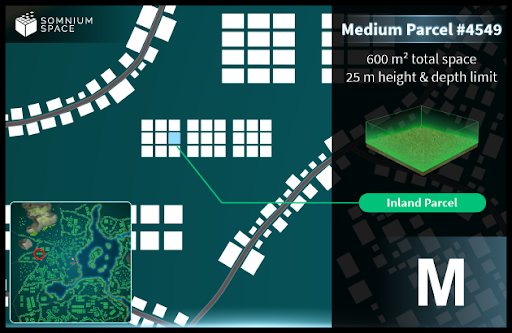 SOMNIUM
SPACE
Medium Parcel #4549
600 m² total space
25 m height & depth limit
Inland Parcel
M